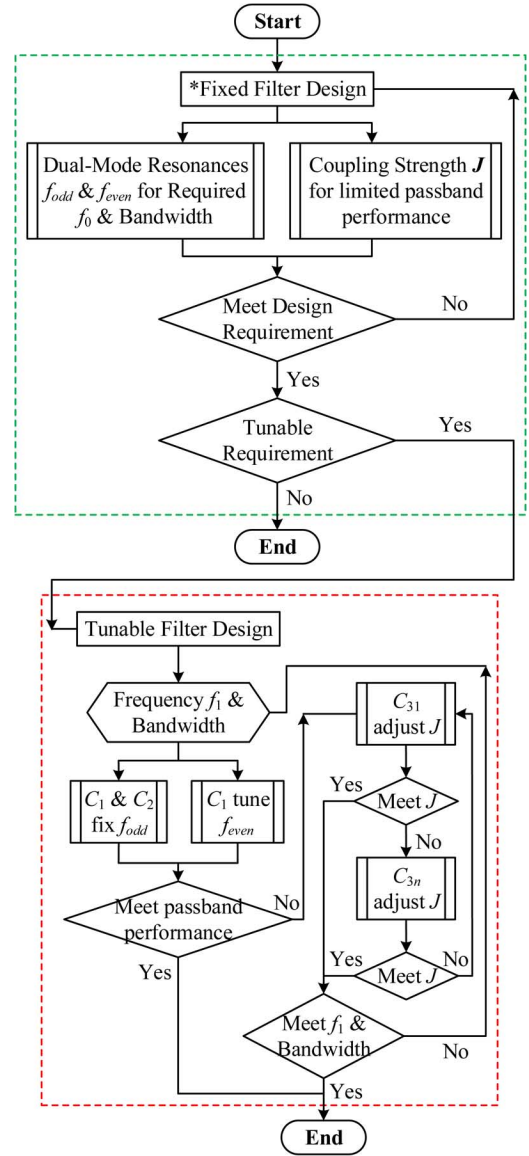 Start
*Fixed Filter Design
Dual-Mode Resonances
f_odd & f_even for Required
f_0 & Bandwidth
Coupling Strength J
for limited passband
performance
Meet Design
Requirement
No
Yes
Tunable
Requirement
Yes
No
End
Tunable Filter Design
Frequency f_1 &
Bandwidth
C_1 & C_2
fix f_odd
C_1 tune
f_even
Meet passband
performance
No
Yes
C_31
adjust J
Meet J
Yes
No
C_3n
adjust J
Meet J
Yes
No
Meet f_1 &
Bandwidth
No
Yes
End